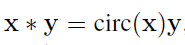 x ∗ y = circ(x)y.